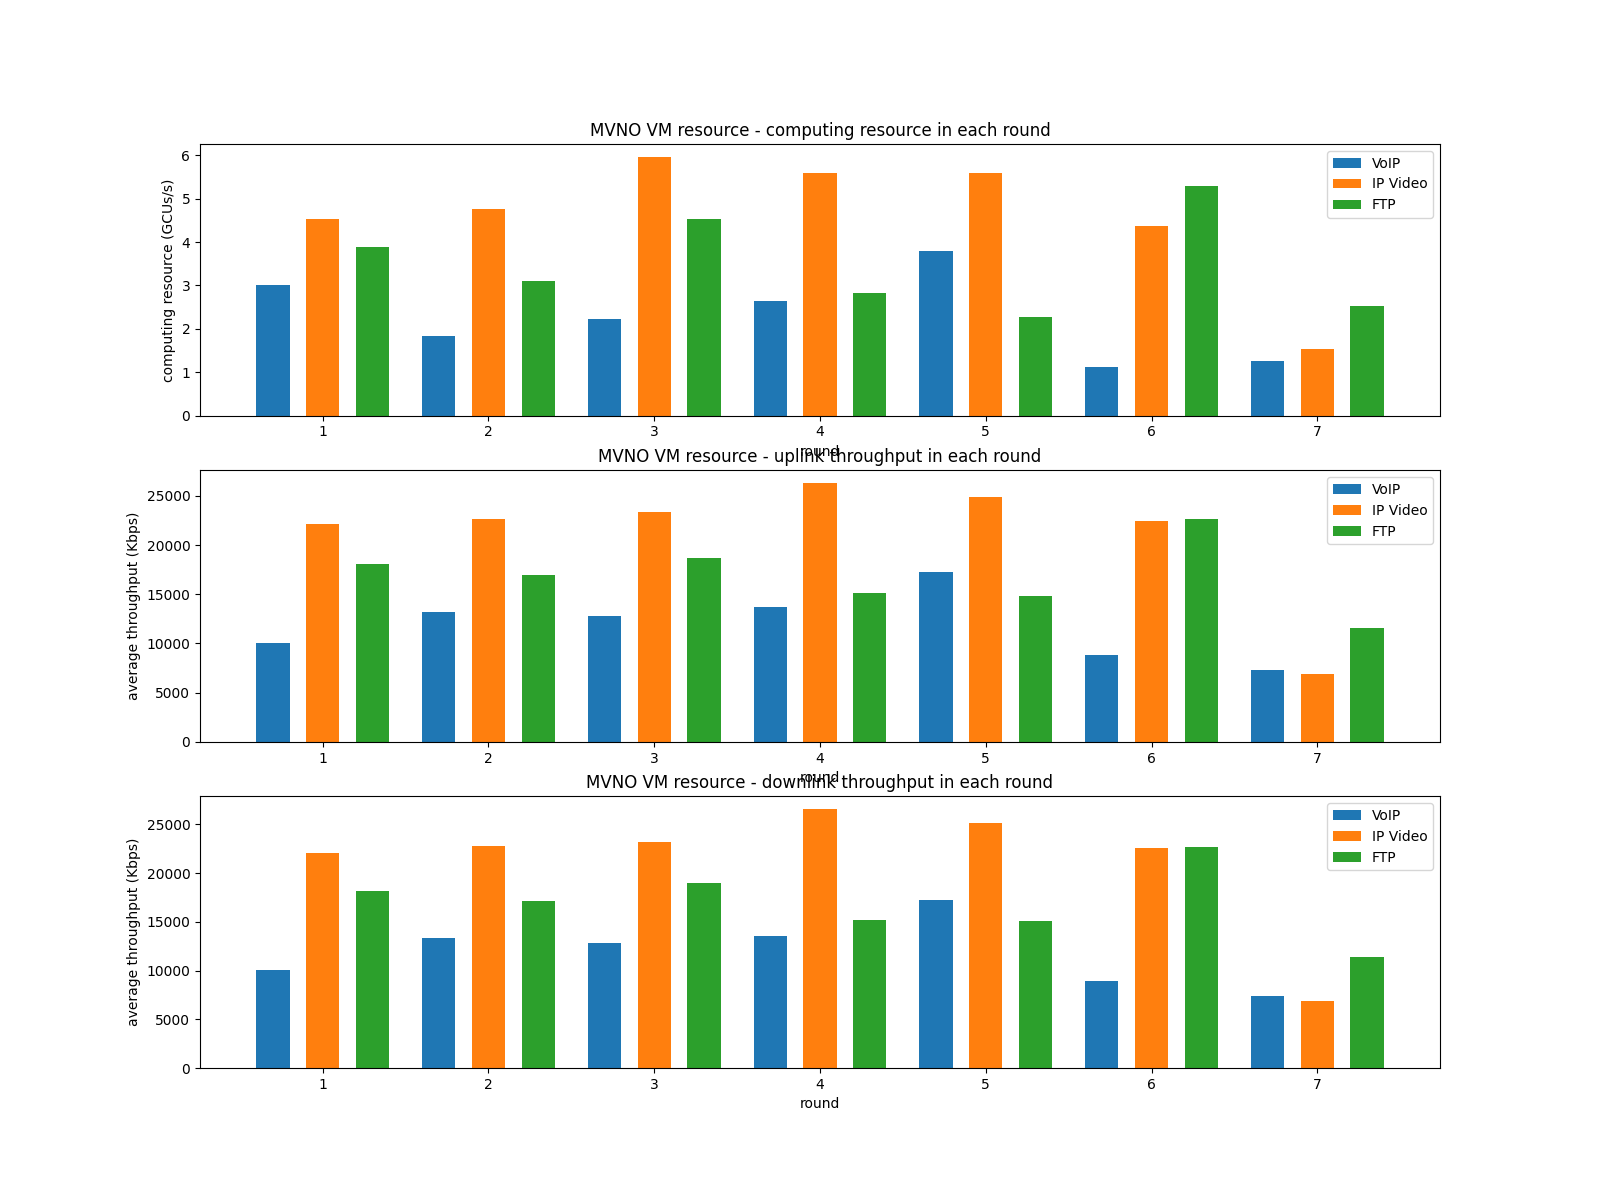 MVNO VM resource - computing resource in each round
computing resource (GCUs/s)
6
5
4
3
2
1
0
VoIP
IP Video
FTP
1 2 3 4 5 6 7
round
MVNO VM resource - uplink throughput in each round
average throughput (Kbps)
25000
20000
15000
10000
5000
0
VoIP
IP Video
FTP
1 2 3 4 5 6 7
round
MVNO VM resource - downlink throughput in each round
average throughput (Kbps)
25000
20000
15000
10000
5000
0
VoIP
IP Video
FTP
1 2 3 4 5 6 7
round